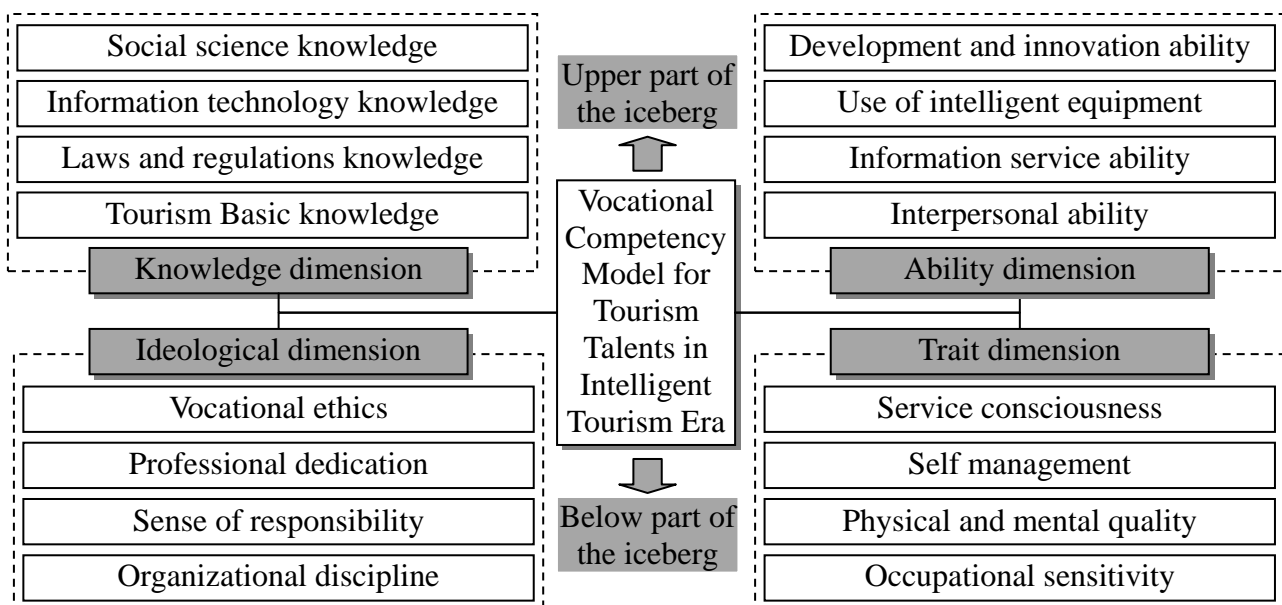 Social science knowledge
Information technology knowledge
Laws and regulations knowledge
Tourism Basic knowledge
Knowledge dimension
Upper part of
the iceberg
Development and innovation ability
Use of intelligent equipment
Information service ability
Interpersonal ability
Ability dimension
Vocational
Competency
Model for
Tourism
Talents in
Intelligent
Tourism Era
Ideological dimension
Vocational ethics
Professional dedication
Sense of responsibility
Organizational discipline
Below part of
the iceberg
Trait dimension
Service consciousness
Self management
Physical and mental quality
Occupational sensitivity